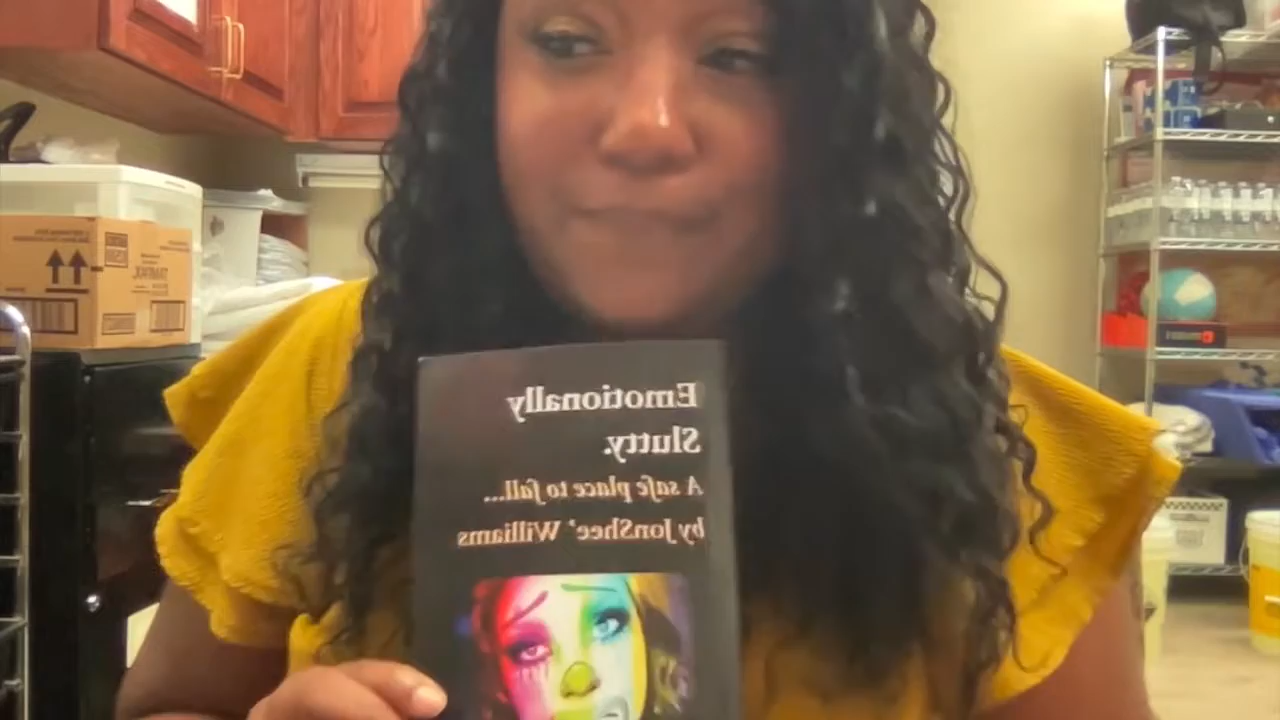 Emotionally
Slutty.
A safe place to fall...
by JonShee' Williams